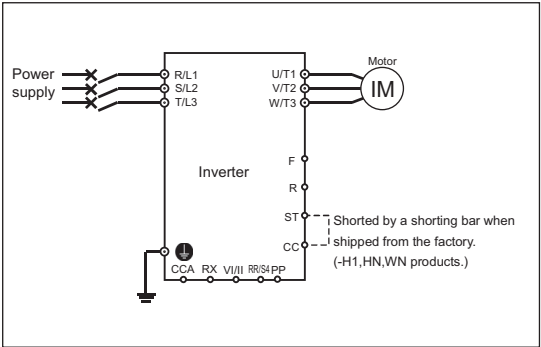 Motor
Power
supply
R/L1
S/L2
T/L3
U/T1
V/T2
W/T3
IM
Inverter
F
R
ST
CC
Shorted by a shorting bar when
shipped from the factory.
(-H1,HN,WN products.)
CCA RX VI/II RR/S4 PP